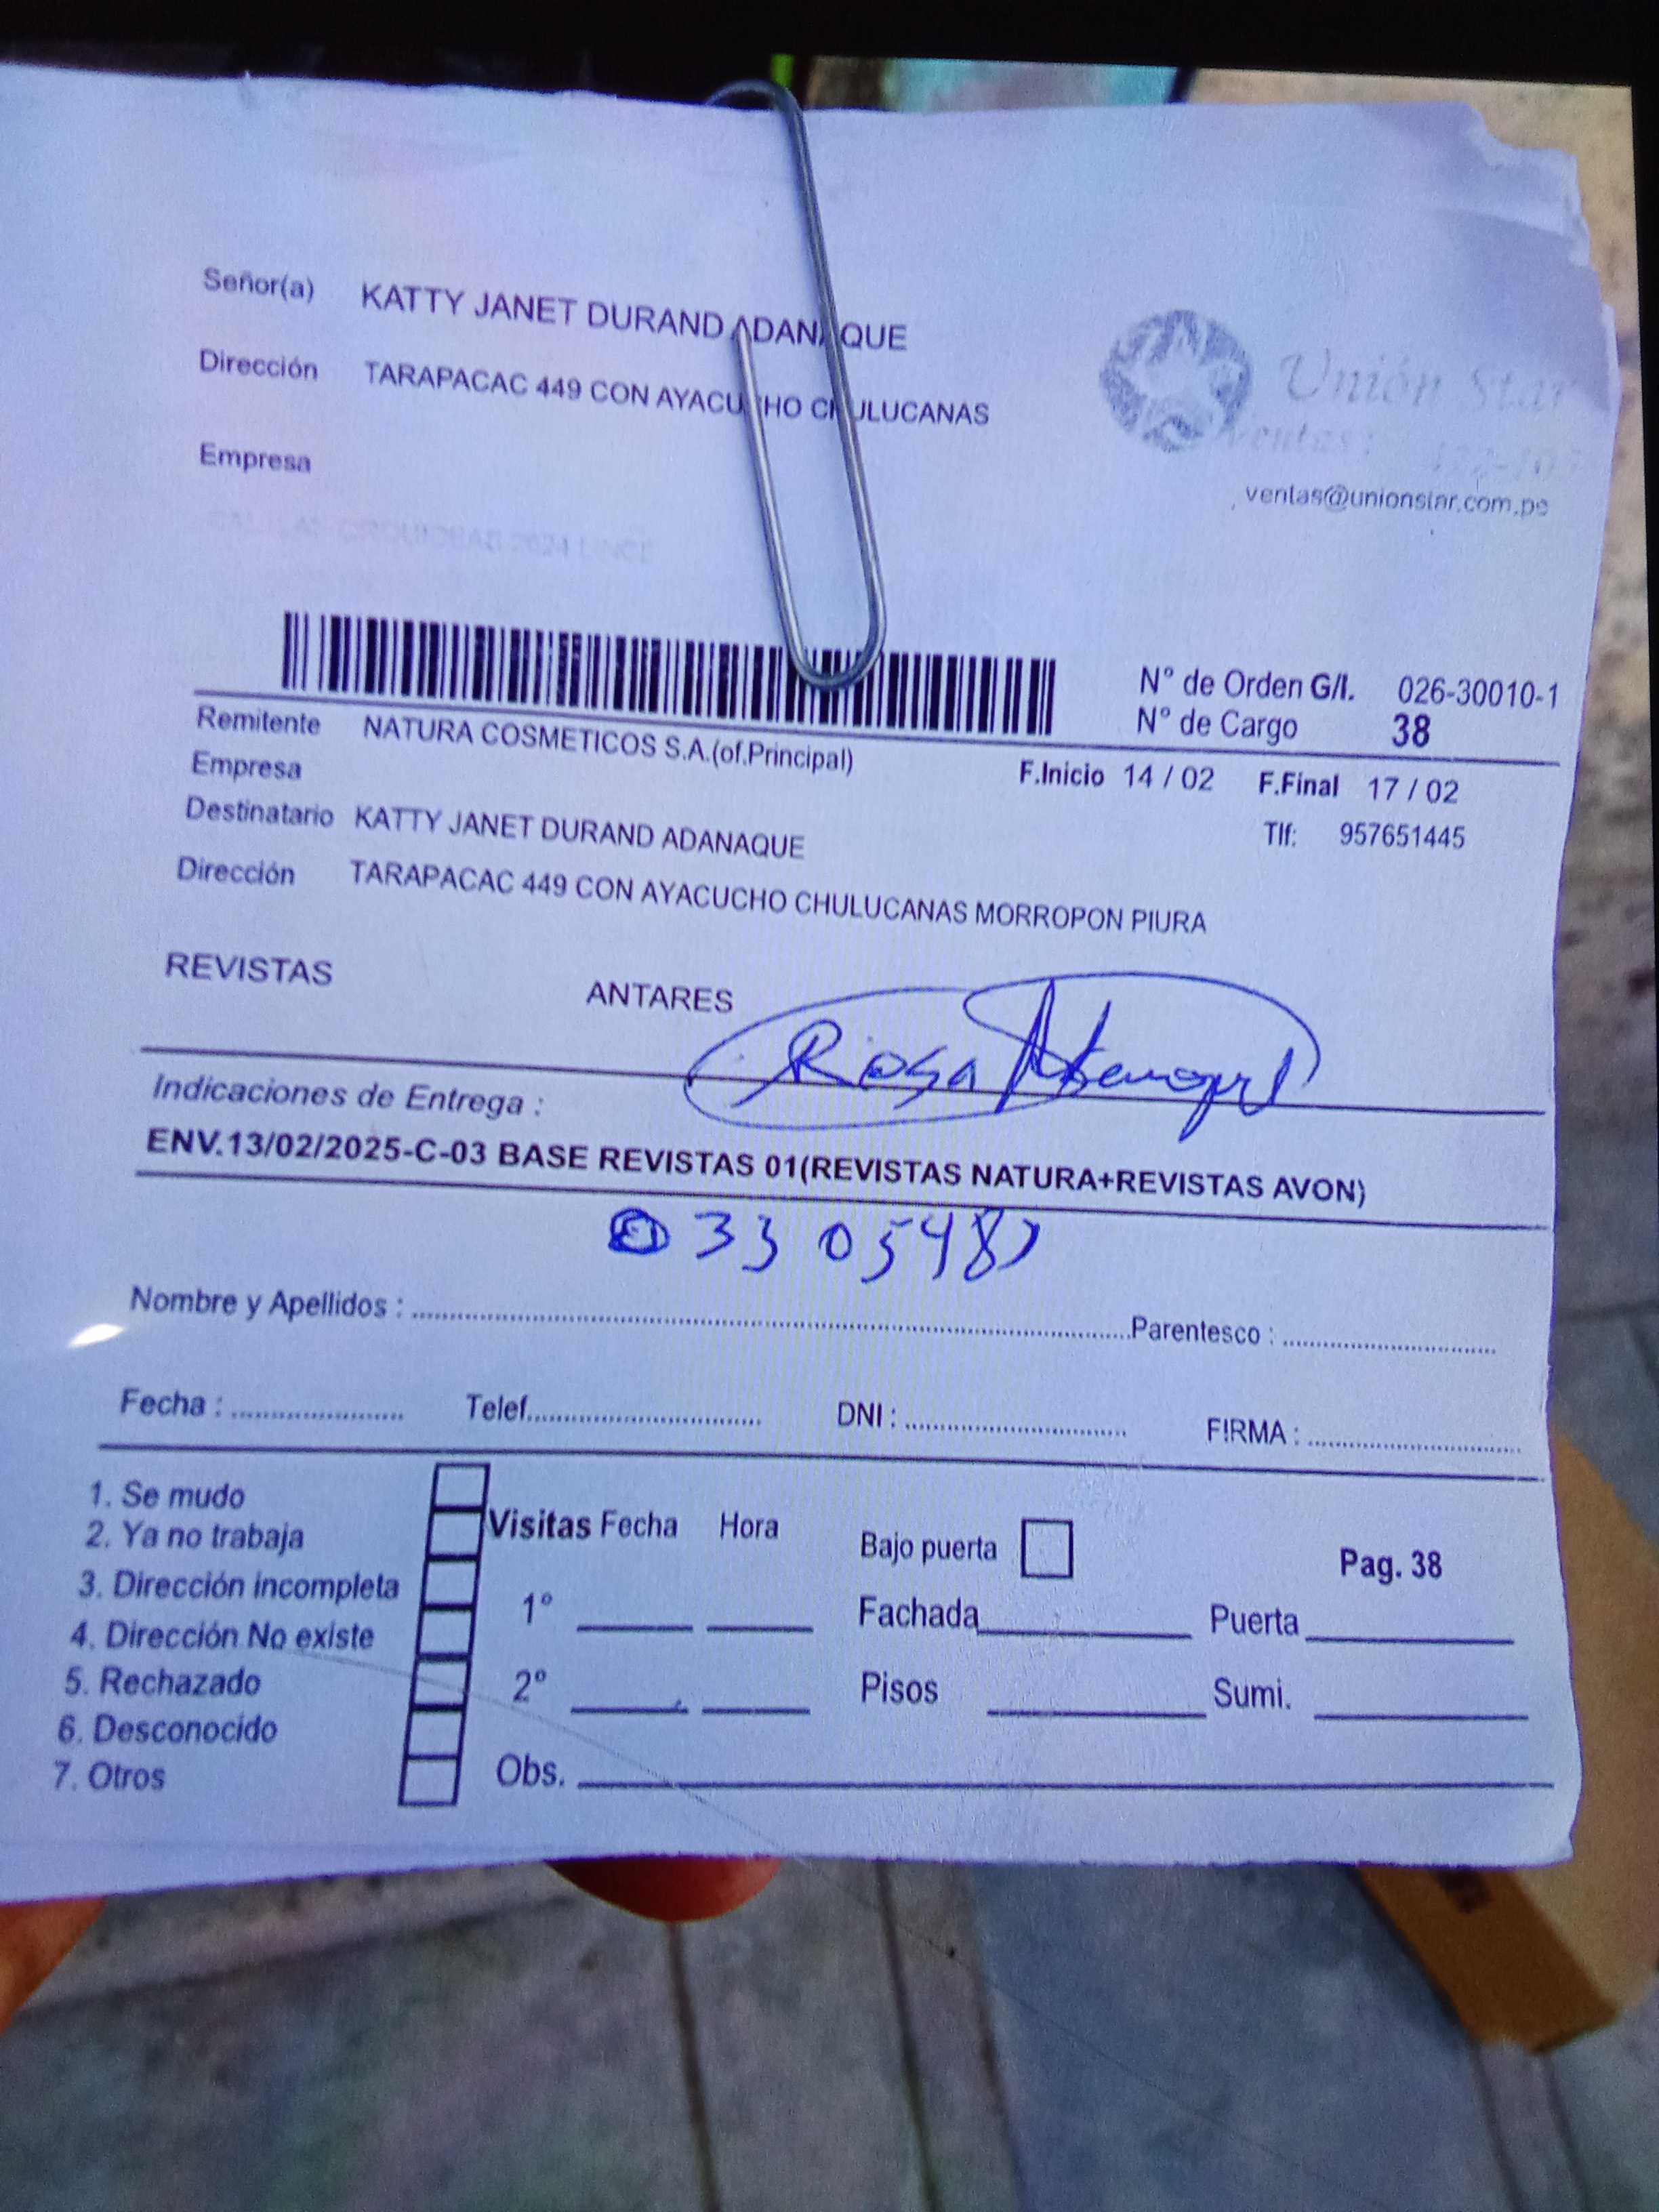 Señor(a) KATTY JANET DURAND ADANAQUE
Dirección TARAPACAC 449 CON AYACUCHO CHULUCANAS
Unión Star
Ventas:
Empresa
ventas@unionstar.com.pe
N° de Orden G/I. 026-30010-1
N° de Cargo 38
Remitente NATURA COSMETICOS S.A.(of.Principal)
Empresa F.Inicio 14 / 02 F.Final 17 / 02
Destinatario KATTY JANET DURAND ADANAQUE Tlf: 957651445
Dirección TARAPACAC 449 CON AYACUCHO CHULUCANAS MORROPON PIURA
REVISTAS ANTARES
Rosa
Indicaciones de Entrega :
ENV.13/02/2025-C-03 BASE REVISTAS 01(REVISTAS NATURA+REVISTAS AVON)
Nombre y Apellidos : Parentesco :
Fecha : Telef. DNI : FIRMA :
1. Se mudo
2. Ya no trabaja
3. Dirección incompleta
4. Dirección No existe
5. Rechazado
6. Desconocido
7. Otros
Visitas Fecha Hora
1°
2°
Bajo puerta Pag. 38
Fachada Puerta
Pisos Sumi.
Obs.